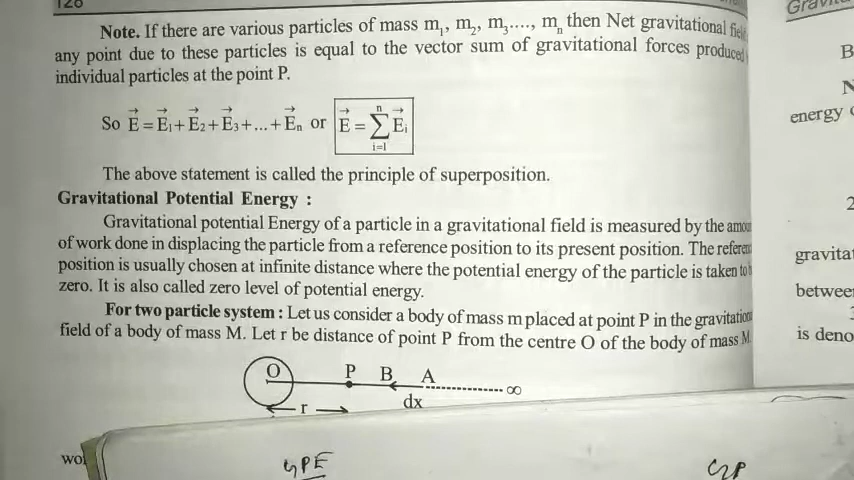 128
Note. If there are various particles of mass m₁, m₂, m₃...., mₙ then Net gravitational field
any point due to these particles is equal to the vector sum of gravitational forces produced
individual particles at the point P.
So E⃗ = E⃗₁ + E⃗₂ + E⃗₃ + ... + E⃗ₙ or E⃗ = ∑ⁿᵢ₌₁ E⃗ᵢ
The above statement is called the principle of superposition.
Gravitational Potential Energy :
Gravitational potential Energy of a particle in a gravitational field is measured by the amou
of work done in displacing the particle from a reference position to its present position. The referen
position is usually chosen at infinite distance where the potential energy of the particle is taken to
zero. It is also called zero level of potential energy.
For two particle system : Let us consider a body of mass m placed at point P in the gravitation
field of a body of mass M. Let r be distance of point P from the centre O of the body of mass M
O P B A ∞
r dx
wo
GPE
GP
B
N
energy
2
gravitat
between
is deno